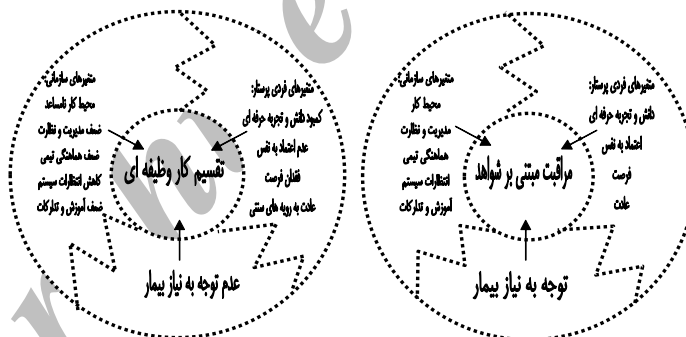 متغیرهای فردی پرستار:
دانش و تجربه حرفه ای
اعتماد به نفس
فرصت
عادت
متغیرهای سازمانی:
محیط کار
مدیریت و نظارت
هماهنگی تیمی
انتظارات سیستم
آموزش و تدارکات
مراقبت مبتنی بر شواهد
توجه به نیاز بیمار
متغیرهای فردی پرستار:
کمبود دانش و تجربه حرفه ای
عدم اعتماد به نفس
فقدان فرصت
عادت به رویه های سنتی
متغیرهای سازمانی:
محیط کار نامساعد
ضعف مدیریت و نظارت
ضعف هماهنگی تیمی
کاهش انتظارات سیستم
ضعف آموزش و تدارکات
تقسیم کار وظیفه ای
عدم توجه به نیاز بیمار